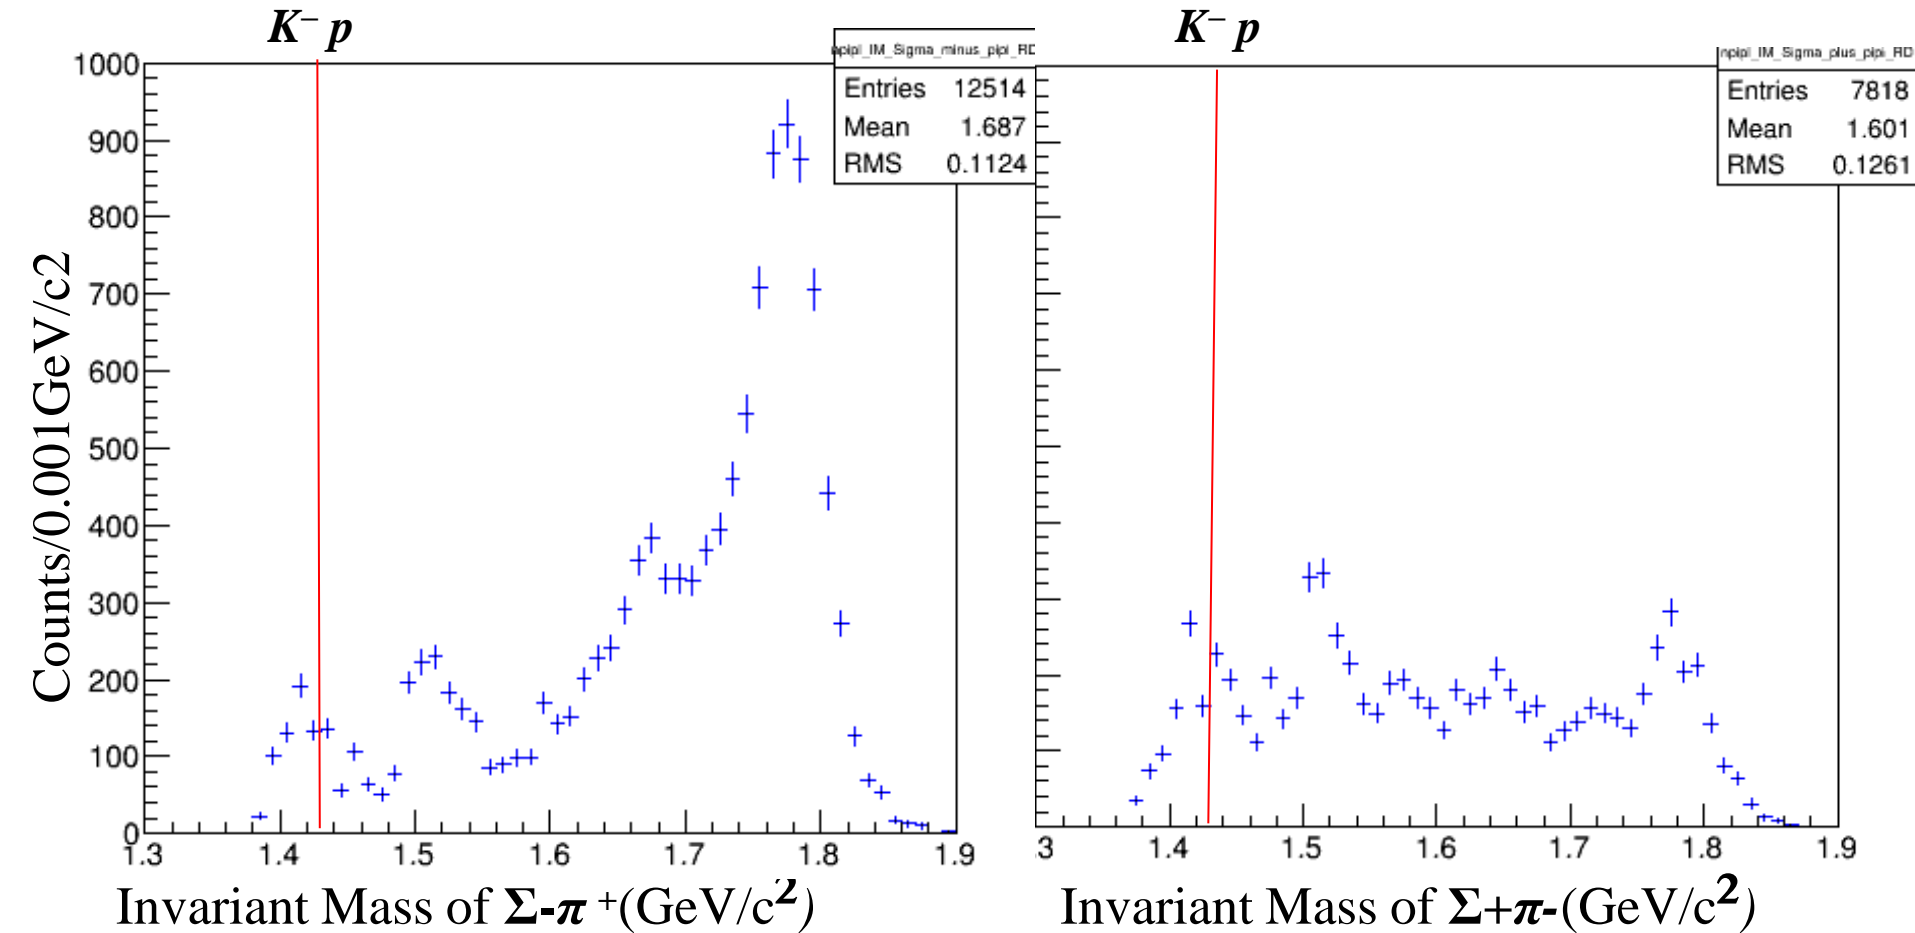 K⁻ p
K⁻ p
Counts/0.001GeV/c2
1000
900
800
700
600
500
400
300
200
100
0
npipl_IM_Sigma_minus_pipi_RD
Entries 12514
Mean 1.687
RMS 0.1124
1.3 1.4 1.5 1.6 1.7 1.8 1.9
Invariant Mass of Σ-π⁺(GeV/c²)
npipl_IM_Sigma_plus_pipi_RD
Entries 7818
Mean 1.601
RMS 0.1261
.3 1.4 1.5 1.6 1.7 1.8 1.9
Invariant Mass of Σ+π-(GeV/c²)